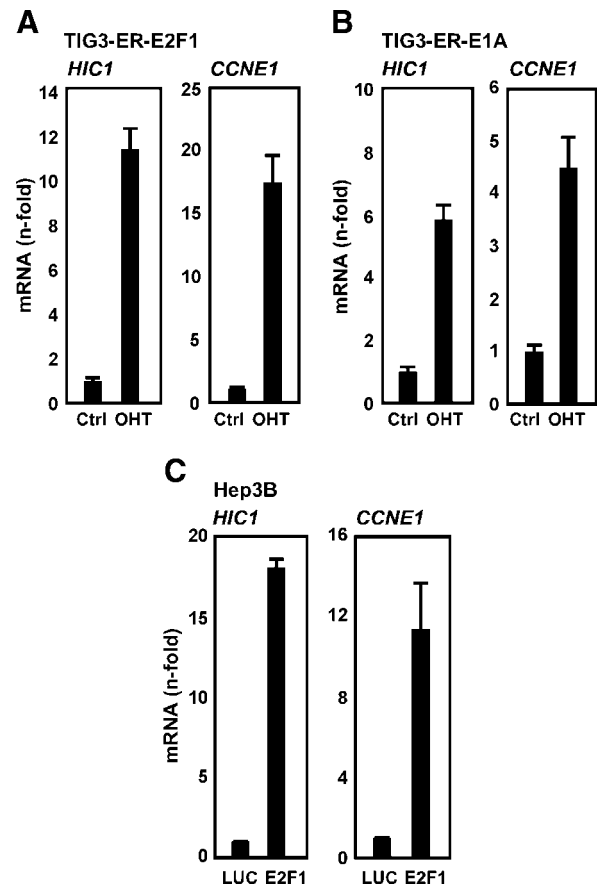 A
TIG3-ER-E2F1
HIC1 CCNE1
mRNA (n-fold)
14
12
10
8
6
4
2
0
Ctrl OHT
25
20
15
10
5
0
Ctrl OHT
B
TIG3-ER-E1A
HIC1 CCNE1
mRNA (n-fold)
10
8
6
4
2
0
Ctrl OHT
6
5
4
3
2
1
0
Ctrl OHT
C
Hep3B
HIC1 CCNE1
mRNA (n-fold)
20
15
10
5
0
LUC E2F1
16
12
8
4
0
LUC E2F1